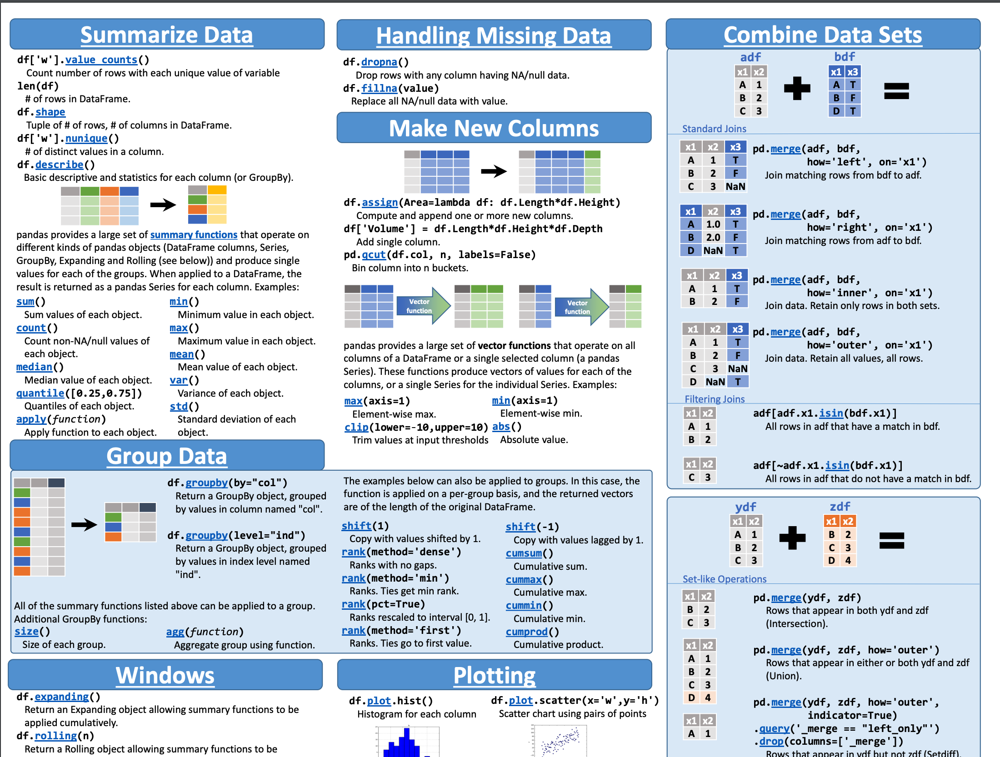 Summarize Data
df['w'].value_counts()
Count number of rows with each unique value of variable
len(df)
# of rows in DataFrame.
df.shape
Tuple of # of rows, # of columns in DataFrame.
df['w'].nunique()
# of distinct values in a column.
df.describe()
Basic descriptive and statistics for each column (or GroupBy).
pandas provides a large set of summary functions that operate on
different kinds of pandas objects (DataFrame columns, Series,
GroupBy, Expanding and Rolling (see below)) and produce single
values for each of the groups. When applied to a DataFrame, the
result is returned as a pandas Series for each column. Examples:
sum()
Sum values of each object.
count()
Count non-NA/null values of
each object.
median()
Median value of each object.
quantile([0.25,0.75])
Quantiles of each object.
apply(function)
Apply function to each object.
min()
Minimum value in each object.
max()
Maximum value in each object.
mean()
Mean value of each object.
var()
Variance of each object.
std()
Standard deviation of each
object.
Handling Missing Data
df.dropna()
Drop rows with any column having NA/null data.
df.fillna(value)
Replace all NA/null data with value.
Make New Columns
df.assign(Area=lambda df: df.Length*df.Height)
Compute and append one or more new columns.
df['Volume'] = df.Length*df.Height*df.Depth
Add single column.
pd.qcut(df.col, n, labels=False)
Bin column into n buckets.
Vector
function
Vector
function
pandas provides a large set of vector functions that operate on all
columns of a DataFrame or a single selected column (a pandas
Series). These functions produce vectors of values for each of the
columns, or a single Series for the individual Series. Examples:
max(axis=1)
Element-wise max.
clip(lower=-10,upper=10)
Trim values at input thresholds
min(axis=1)
Element-wise min.
abs()
Absolute value.
Group Data
df.groupby(by="col")
Return a GroupBy object, grouped
by values in column named "col".
df.groupby(level="ind")
Return a GroupBy object, grouped
by values in index level named
"ind".
All of the summary functions listed above can be applied to a group.
Additional GroupBy functions:
size()
Size of each group.
agg(function)
Aggregate group using function.
The examples below can also be applied to groups. In this case, the
function is applied on a per-group basis, and the returned vectors
are of the length of the original DataFrame.
shift(1)
Copy with values shifted by 1.
rank(method='dense')
Ranks with no gaps.
rank(method='min')
Ranks. Ties get min rank.
rank(pct=True)
Ranks rescaled to interval [0, 1].
rank(method='first')
Ranks. Ties go to first value.
shift(-1)
Copy with values lagged by 1.
cumsum()
Cumulative sum.
cummax()
Cumulative max.
cummin()
Cumulative min.
cumprod()
Cumulative product.
Windows
df.expanding()
Return an Expanding object allowing summary functions to be
applied cumulatively.
df.rolling(n)
Return a Rolling object allowing summary functions to be
Plotting
df.plot.hist()
Histogram for each column
df.plot.scatter(x='w',y='h')
Scatter chart using pairs of points
Combine Data Sets
adf
x1 x2
A 1
B 2
C 3
bdf
x1 x3
A T
B F
D T
Standard Joins
x1 x2 x3
A 1 T
B 2 F
C 3 NaN
pd.merge(adf, bdf,
how='left', on='x1')
Join matching rows from bdf to adf.
x1 x2 x3
A 1.0 T
B 2.0 F
D NaN T
pd.merge(adf, bdf,
how='right', on='x1')
Join matching rows from adf to bdf.
x1 x2 x3
A 1 T
B 2 F
pd.merge(adf, bdf,
how='inner', on='x1')
Join data. Retain only rows in both sets.
x1 x2 x3
A 1 T
B 2 F
C 3 NaN
D NaN T
pd.merge(adf, bdf,
how='outer', on='x1')
Join data. Retain all values, all rows.
Filtering Joins
x1 x2
A 1
B 2
adf[adf.x1.isin(bdf.x1)]
All rows in adf that have a match in bdf.
x1 x2
C 3
adf[~adf.x1.isin(bdf.x1)]
All rows in adf that do not have a match in bdf.
ydf
x1 x2
A 1
B 2
C 3
zdf
x1 x2
B 2
C 3
D 4
Set-like Operations
x1 x2
B 2
C 3
pd.merge(ydf, zdf)
Rows that appear in both ydf and zdf
(Intersection).
x1 x2
A 1
B 2
C 3
D 4
pd.merge(ydf, zdf, how='outer')
Rows that appear in either or both ydf and zdf
(Union).
x1 x2
A 1
pd.merge(ydf, zdf, how='outer',
indicator=True)
.query('_merge == "left_only"')
.drop(columns=['_merge'])
Rows that appear in ydf but not zdf (Setdiff).